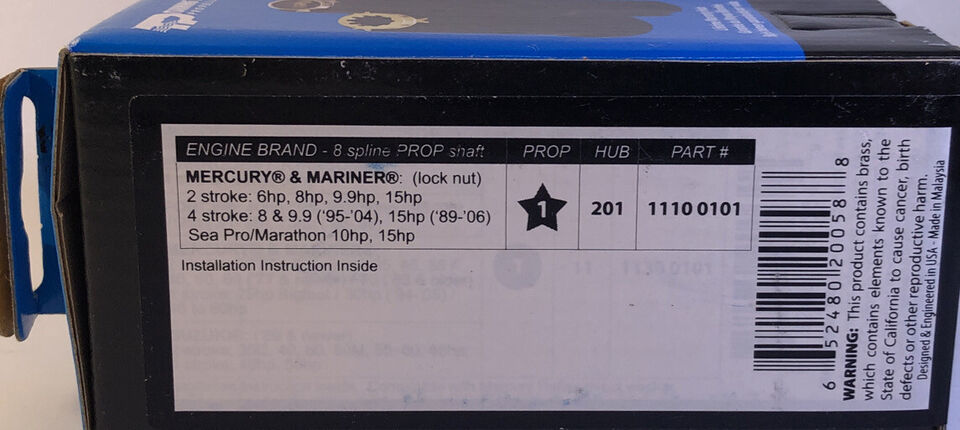 ENGINE BRAND - 8 spline PROP shaft PROP HUB PART #
MERCURY® & MARINER®: (lock nut)
2 stroke: 6hp, 8hp, 9.9hp, 15hp
4 stroke: 8 & 9.9 ('95-'04), 15hp ('89-'06)
Sea Pro/Marathon 10hp, 15hp
1 201 1110 0101
Installation Instruction Inside
6 52480 12005 8 8
WARNING: This product contains brass,
which contains elements known to the
State of California to cause cancer, birth
defects or other reproductive harm.
Designed & Engineered in USA - Made in Malaysia